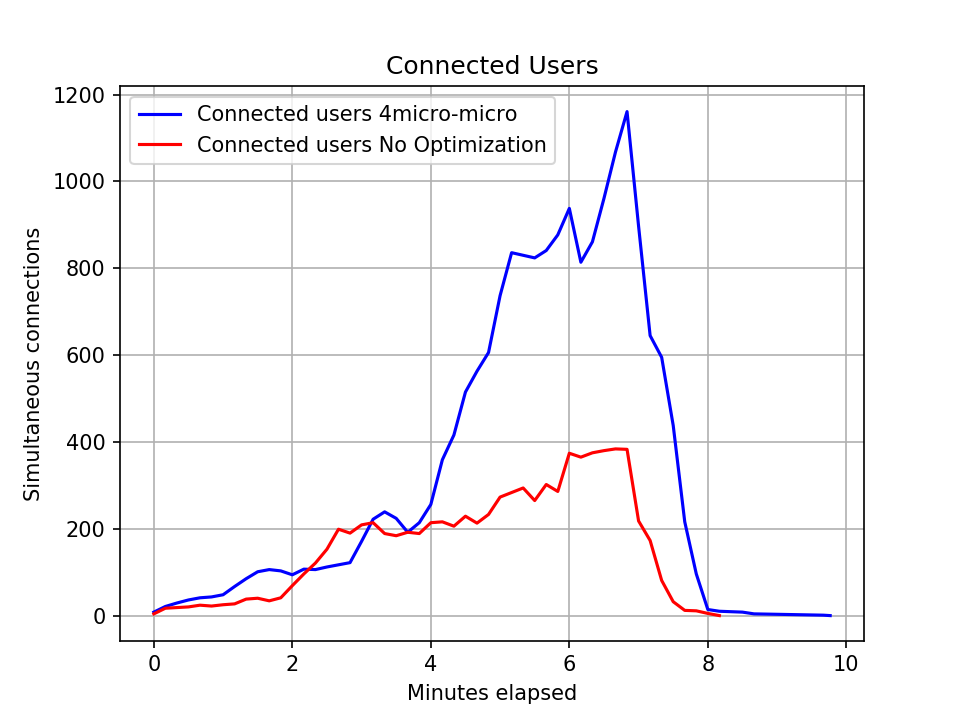 Connected Users
Connected users 4micro-micro
Connected users No Optimization
1200
1000
800
600
400
200
0
Simultaneous connections
0 2 4 6 8 10
Minutes elapsed